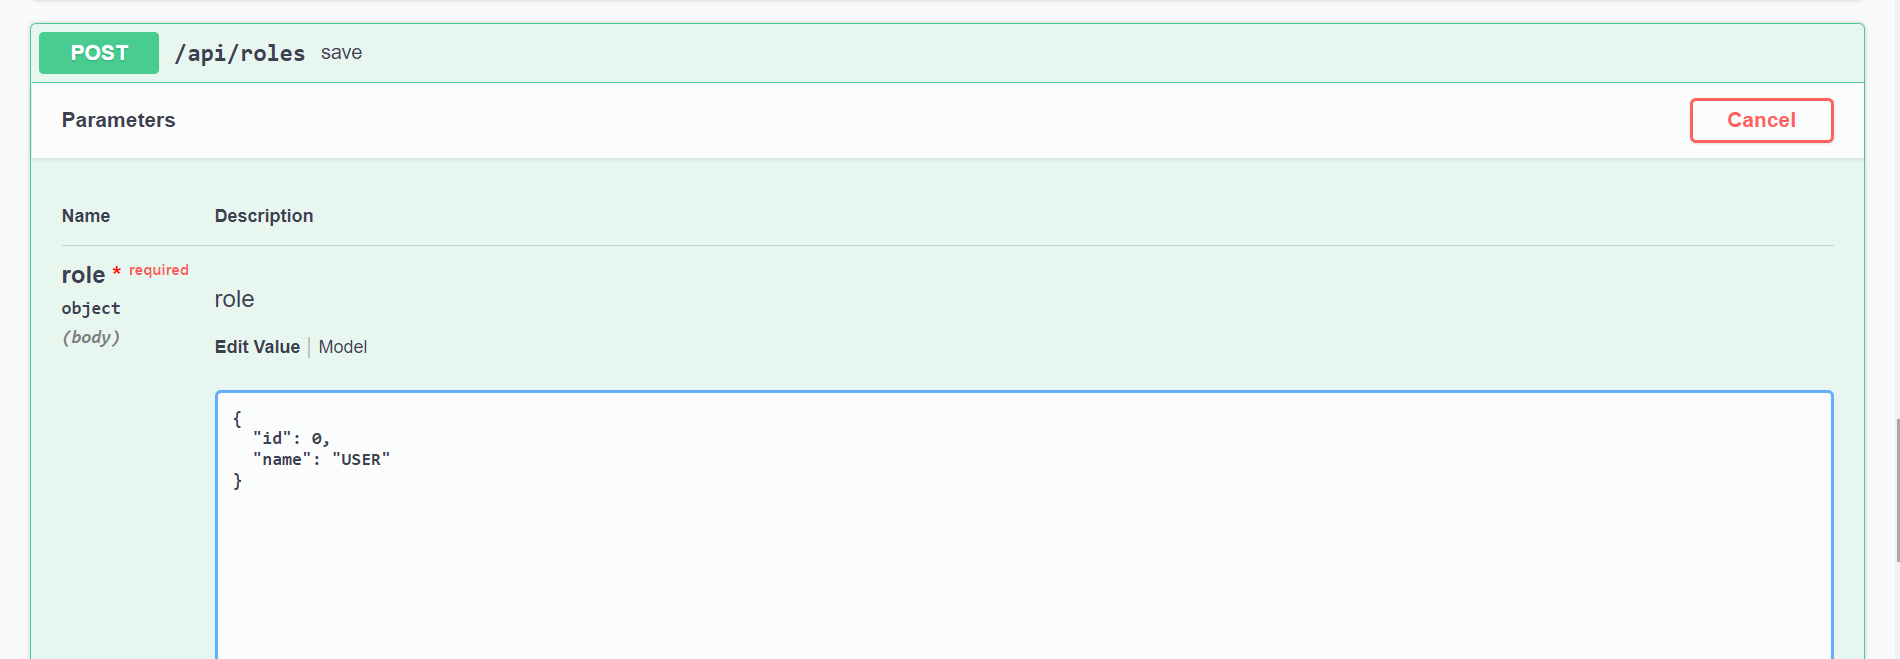 POST /api/roles save
Parameters
Cancel
Name Description
role * required
object
(body)
role
Edit Value | Model
{
  "id": 0,
  "name": "USER"
}